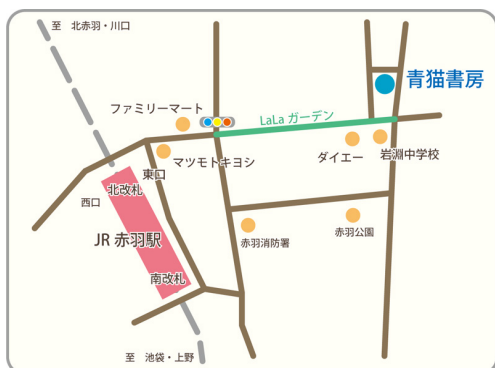 至　北赤羽・川口
青猫書房
ファミリーマート
LaLa ガーデン
マツモトキヨシ
ダイエー
岩淵中学校
東口
北改札
西口
JR 赤羽駅
赤羽消防署
赤羽公園
南改札
至　池袋・上野